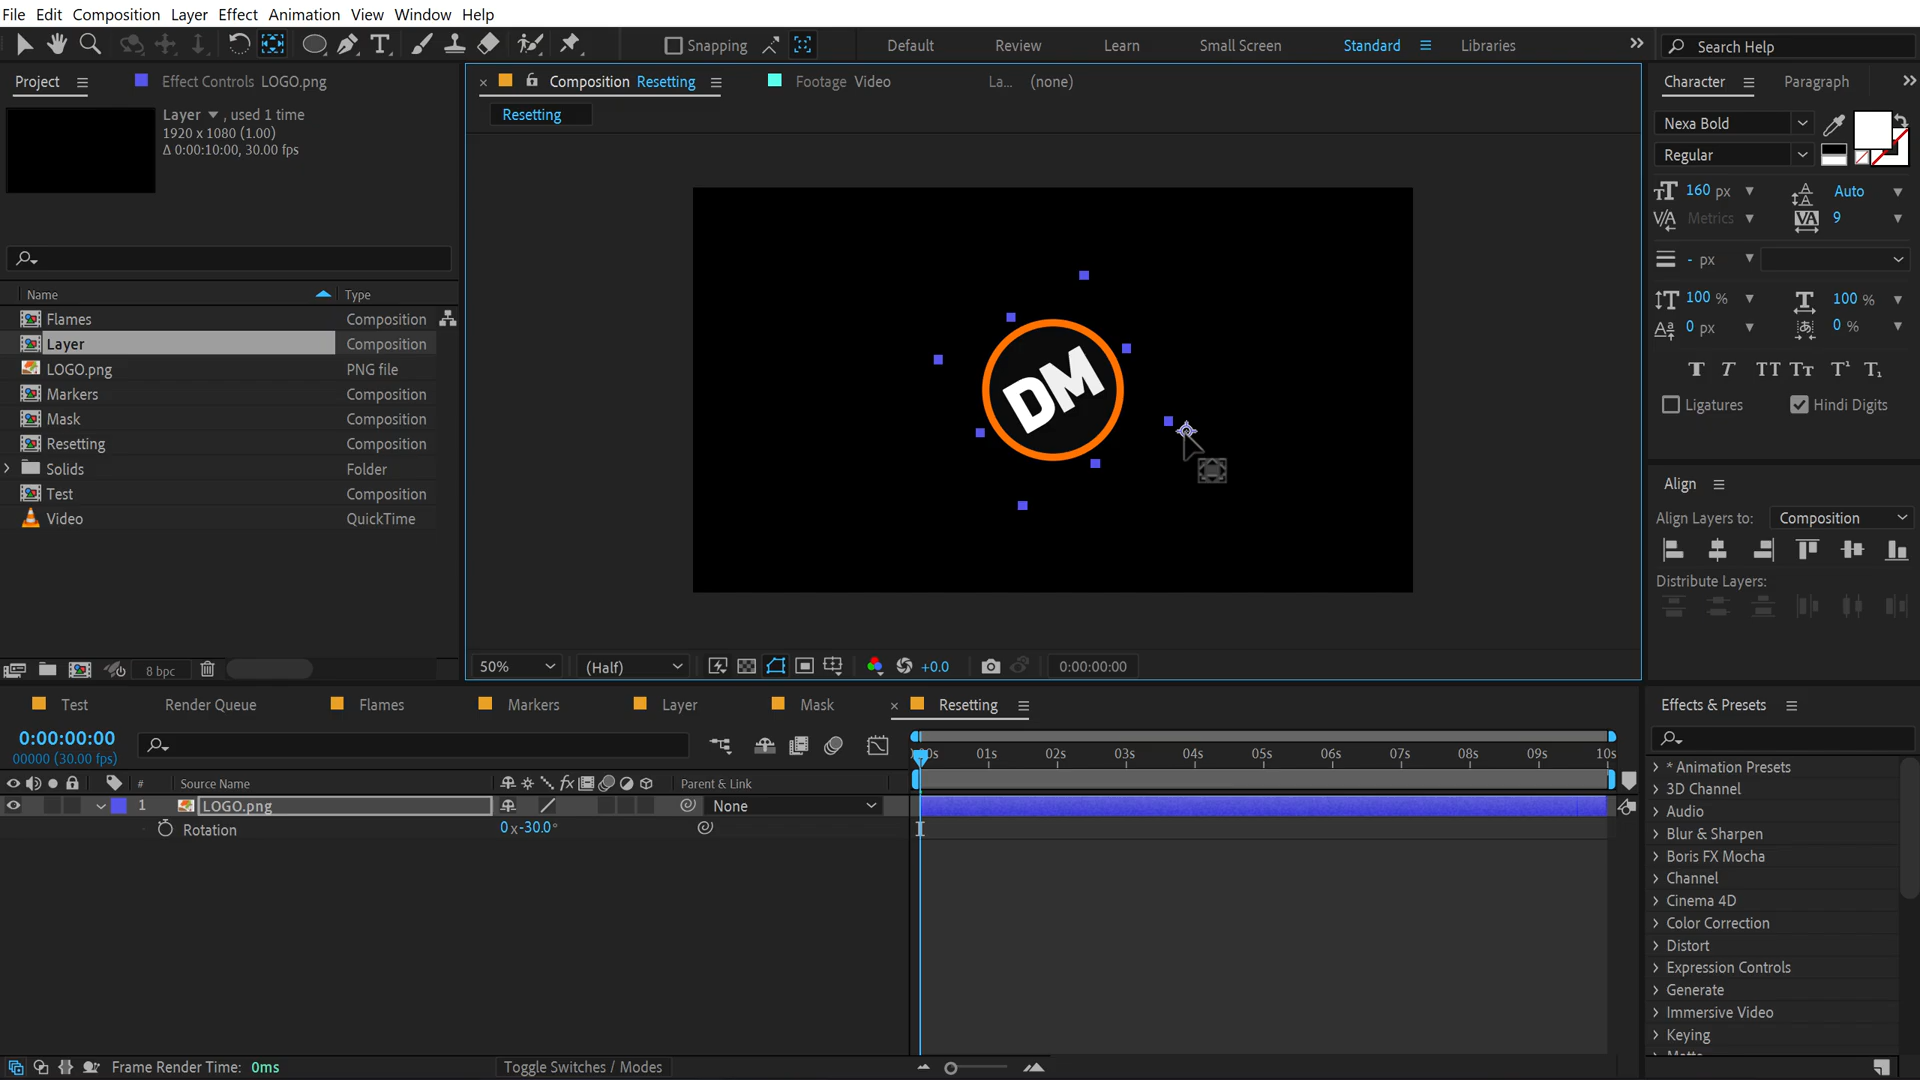 File Edit Composition Layer Effect Animation View Window Help
Snapping
Default Review Learn Small Screen Standard Libraries
Search Help
Project
Effect Controls LOGO.png
Composition Resetting
Footage Video
La... (none)
Character
Paragraph
Layer , used 1 time
1920 x 1080 (1.00)
Δ 0:00:10:00, 30.00 fps
Resetting
Nexa Bold
Regular
160 px
Auto
Metrics
9
- px
100 %
100 %
0 px
0 %
Ligatures
Hindi Digits
Name Type
Flames Composition
Layer Composition
LOGO.png PNG file
Markers Composition
Mask Composition
Resetting Composition
Solids Folder
Test Composition
Video QuickTime
DM
Align
Align Layers to: Composition
Distribute Layers:
8 bpc
50%
(Half)
+0.0
0:00:00:00
Test
Render Queue
Flames
Markers
Layer
Mask
Resetting
Effects & Presets
0:00:00:00
00000 (30.00 fps)
:00s 01s 02s 03s 04s 05s 06s 07s 08s 09s 10s
# Source Name
Parent & Link
1 LOGO.png
None
Rotation
0x-30.0°
* Animation Presets
3D Channel
Audio
Blur & Sharpen
Boris FX Mocha
Channel
Cinema 4D
Color Correction
Distort
Expression Controls
Generate
Immersive Video
Keying
Frame Render Time: 0ms
Toggle Switches / Modes